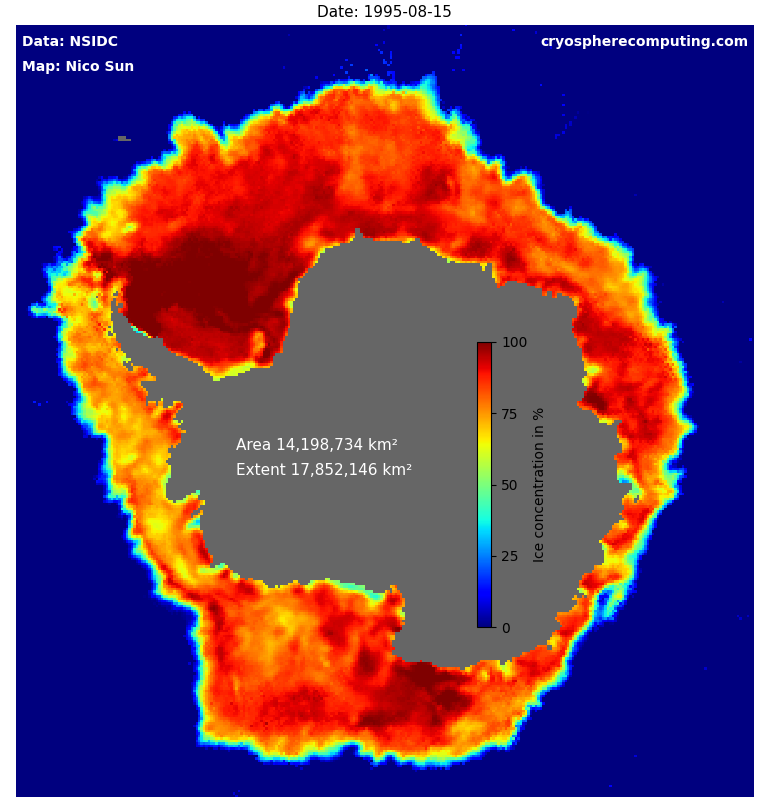 Date: 1995-08-15
Data: NSIDC
cryospherecomputing.com
Map: Nico Sun
100
75
50
25
0
Ice concentration in %
Area 14,198,734 km²
Extent 17,852,146 km²